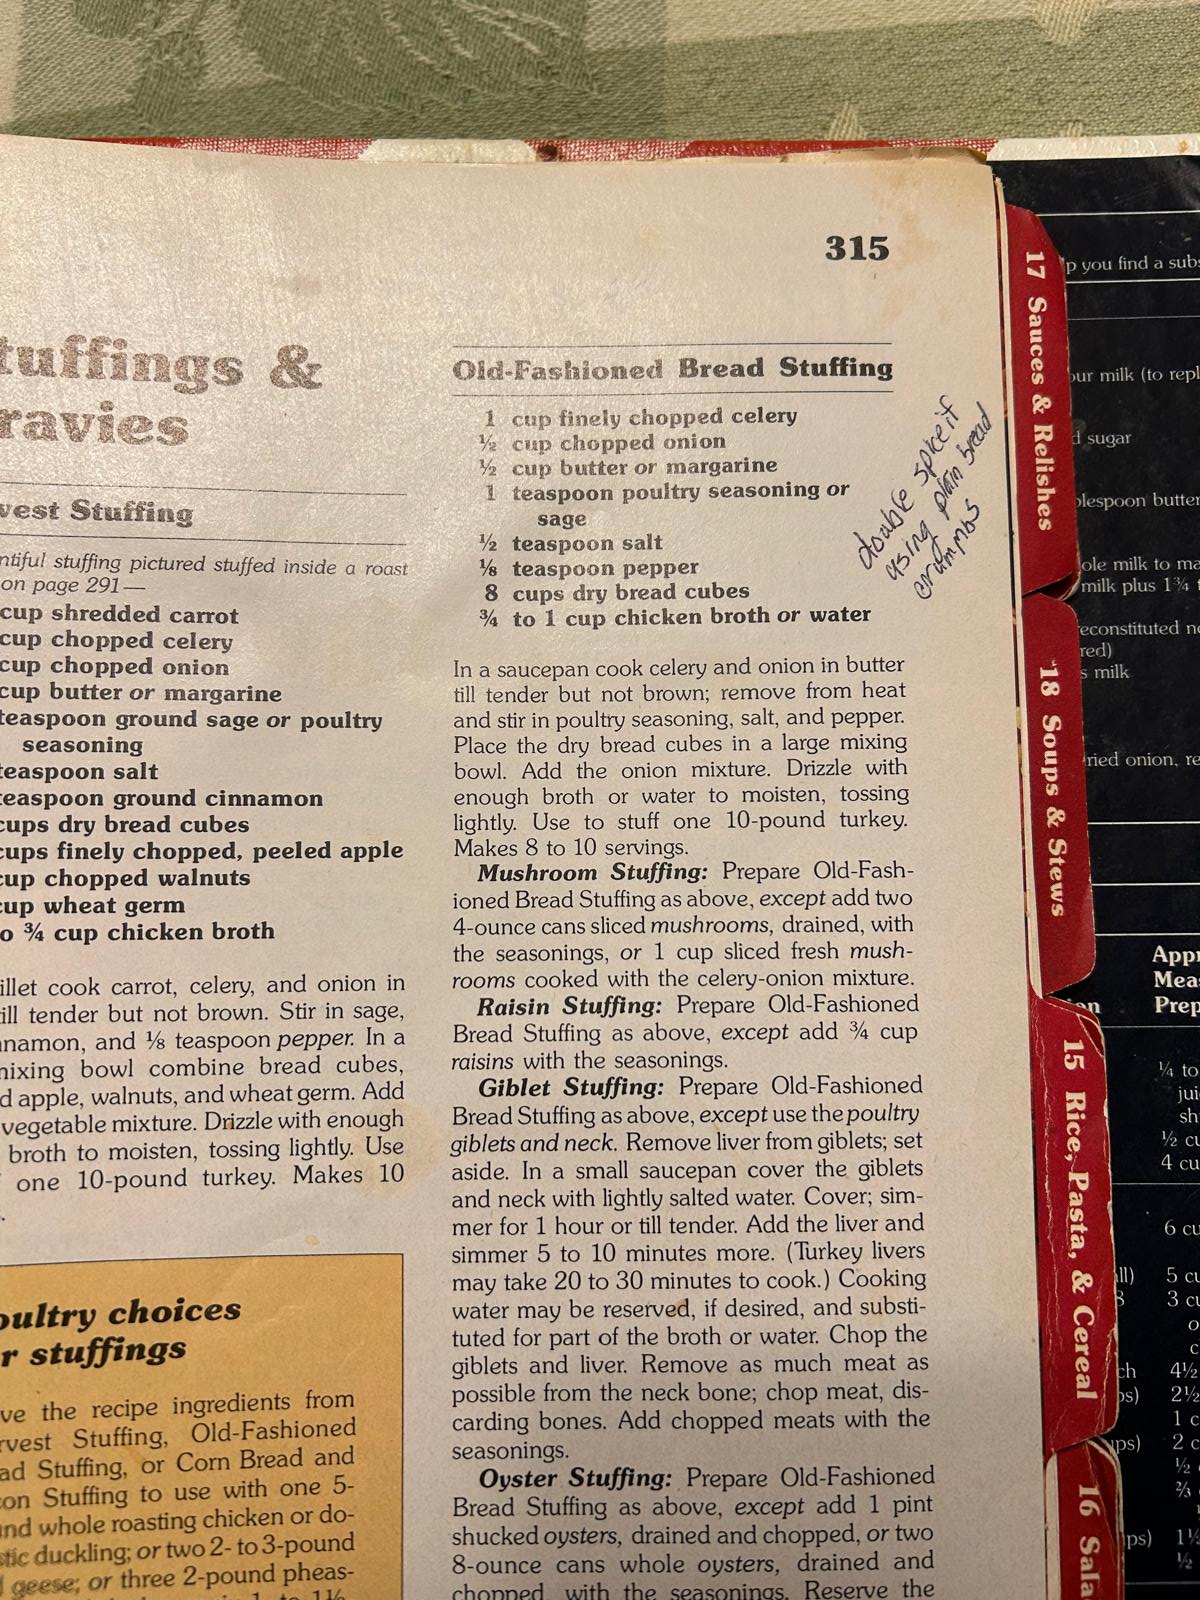 315
tuffings &
ravies
vest Stuffing
ntiful stuffing pictured stuffed inside a roast
on page 291—
cup shredded carrot
cup chopped celery
cup chopped onion
cup butter or margarine
teaspoon ground sage or poultry
seasoning
teaspoon salt
teaspoon ground cinnamon
cups dry bread cubes
cups finely chopped, peeled apple
cup chopped walnuts
cup wheat germ
o ¾ cup chicken broth
illet cook carrot, celery, and onion in
till tender but not brown. Stir in sage,
nnamon, and ⅛ teaspoon pepper. In a
mixing bowl combine bread cubes,
d apple, walnuts, and wheat germ. Add
vegetable mixture. Drizzle with enough
broth to moisten, tossing lightly. Use
one 10-pound turkey. Makes 10
oultry choices
r stuffings
ve the recipe ingredients from
rvest Stuffing, Old-Fashioned
ad Stuffing, or Corn Bread and
con Stuffing to use with one 5-
und whole roasting chicken or do-
stic duckling; or two 2- to 3-pound
geese; or three 2-pound pheas-
Old-Fashioned Bread Stuffing
1 cup finely chopped celery
½ cup chopped onion
½ cup butter or margarine
1 teaspoon poultry seasoning or
sage
½ teaspoon salt
⅛ teaspoon pepper
8 cups dry bread cubes
¾ to 1 cup chicken broth or water
double spice if
using plain bread
crummbs
In a saucepan cook celery and onion in butter
till tender but not brown; remove from heat
and stir in poultry seasoning, salt, and pepper.
Place the dry bread cubes in a large mixing
bowl. Add the onion mixture. Drizzle with
enough broth or water to moisten, tossing
lightly. Use to stuff one 10-pound turkey.
Makes 8 to 10 servings.
Mushroom Stuffing: Prepare Old-Fash-
ioned Bread Stuffing as above, except add two
4-ounce cans sliced mushrooms, drained, with
the seasonings, or 1 cup sliced fresh mush-
rooms cooked with the celery-onion mixture.
Raisin Stuffing: Prepare Old-Fashioned
Bread Stuffing as above, except add ¾ cup
raisins with the seasonings.
Giblet Stuffing: Prepare Old-Fashioned
Bread Stuffing as above, except use the poultry
giblets and neck. Remove liver from giblets; set
aside. In a small saucepan cover the giblets
and neck with lightly salted water. Cover; sim-
mer for 1 hour or till tender. Add the liver and
simmer 5 to 10 minutes more. (Turkey livers
may take 20 to 30 minutes to cook.) Cooking
water may be reserved, if desired, and substi-
tuted for part of the broth or water. Chop the
giblets and liver. Remove as much meat as
possible from the neck bone; chop meat, dis-
carding bones. Add chopped meats with the
seasonings.
Oyster Stuffing: Prepare Old-Fashioned
Bread Stuffing as above, except add 1 pint
shucked oysters, drained and chopped, or two
8-ounce cans whole oysters, drained and
chopped, with the seasonings. Reserve the
17 Sauces & Relishes
18 Soups & Stews
15 Rice, Pasta, & Cereal
16 Sala
p you find a subs
our milk (to repl
d sugar
blespoon butter
ole milk to ma
milk plus 1¾ t
reconstituted no
red)
s milk
ried onion, re
Appr
Meas
Prep
¼ to
jui
sh
½ cu
4 cu
6 cu
5 cu
3 cu
4½
2½
1 c
2 c
½
⅔
1½
½